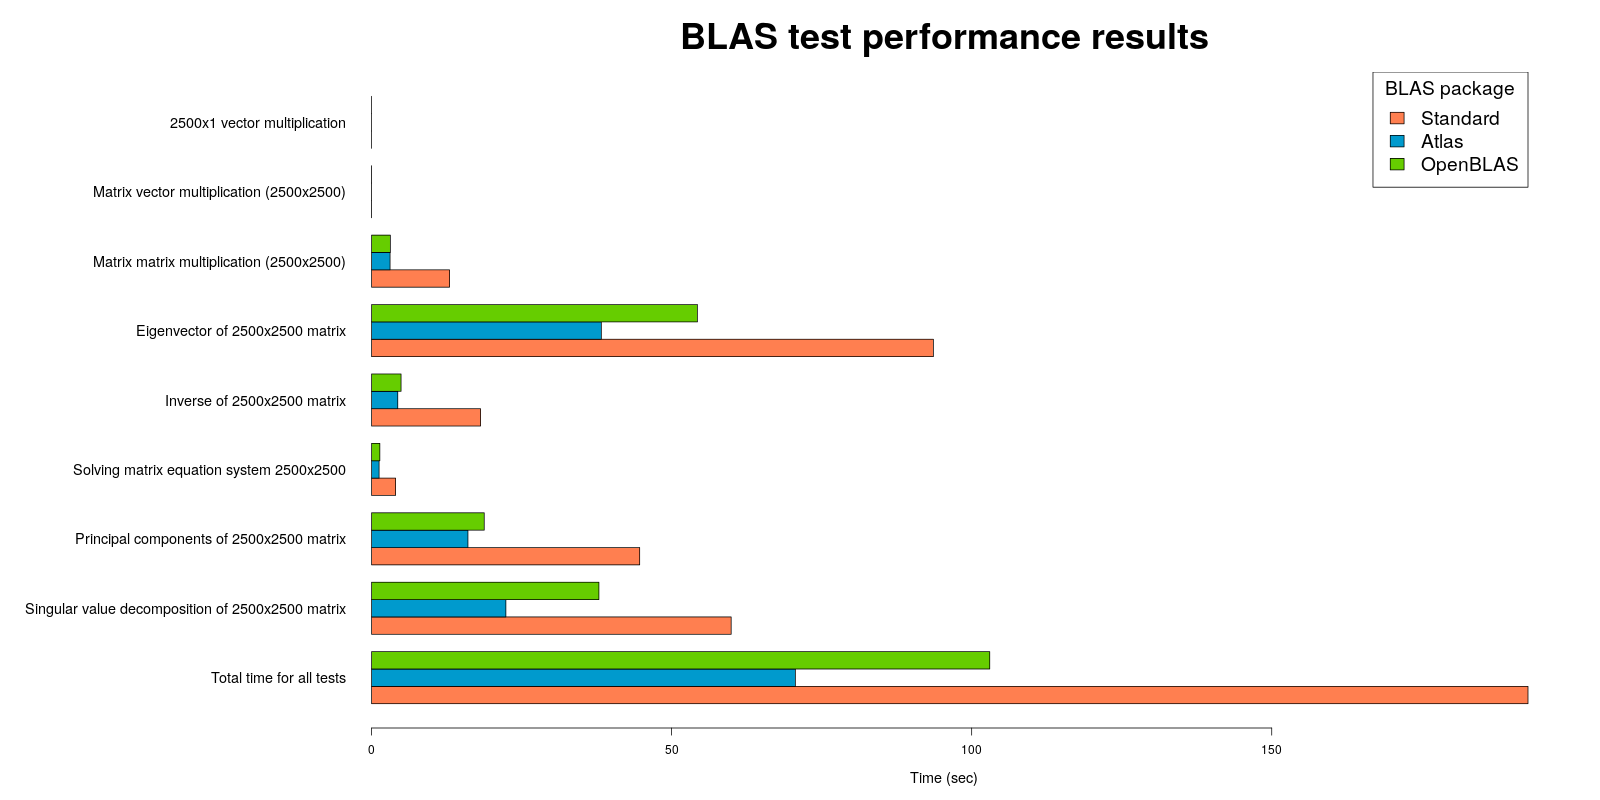 BLAS test performance results
BLAS package
Standard
Atlas
OpenBLAS
2500x1 vector multiplication
Matrix vector multiplication (2500x2500)
Matrix matrix multiplication (2500x2500)
Eigenvector of 2500x2500 matrix
Inverse of 2500x2500 matrix
Solving matrix equation system 2500x2500
Principal components of 2500x2500 matrix
Singular value decomposition of 2500x2500 matrix
Total time for all tests
0 50 100 150
Time (sec)